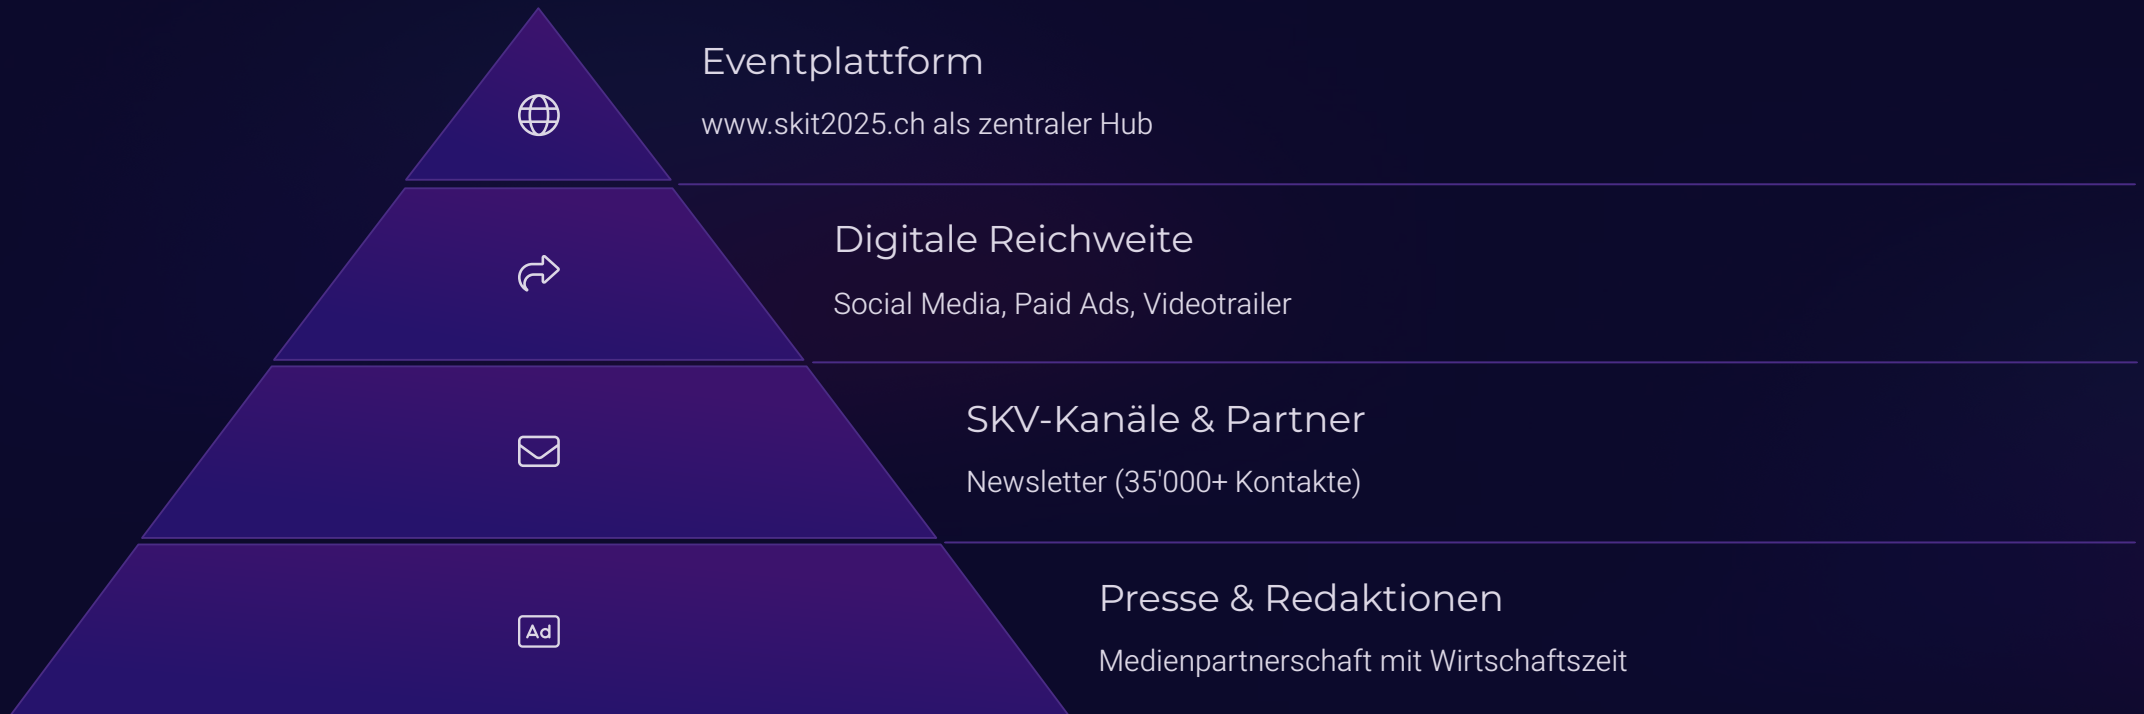 Eventplattform
www.skit2025.ch als zentraler Hub
Digitale Reichweite
Social Media, Paid Ads, Videotrailer
SKV-Kanäle & Partner
Newsletter (35'000+ Kontakte)
Ad
Presse & Redaktionen
Medienpartnerschaft mit Wirtschaftszeit